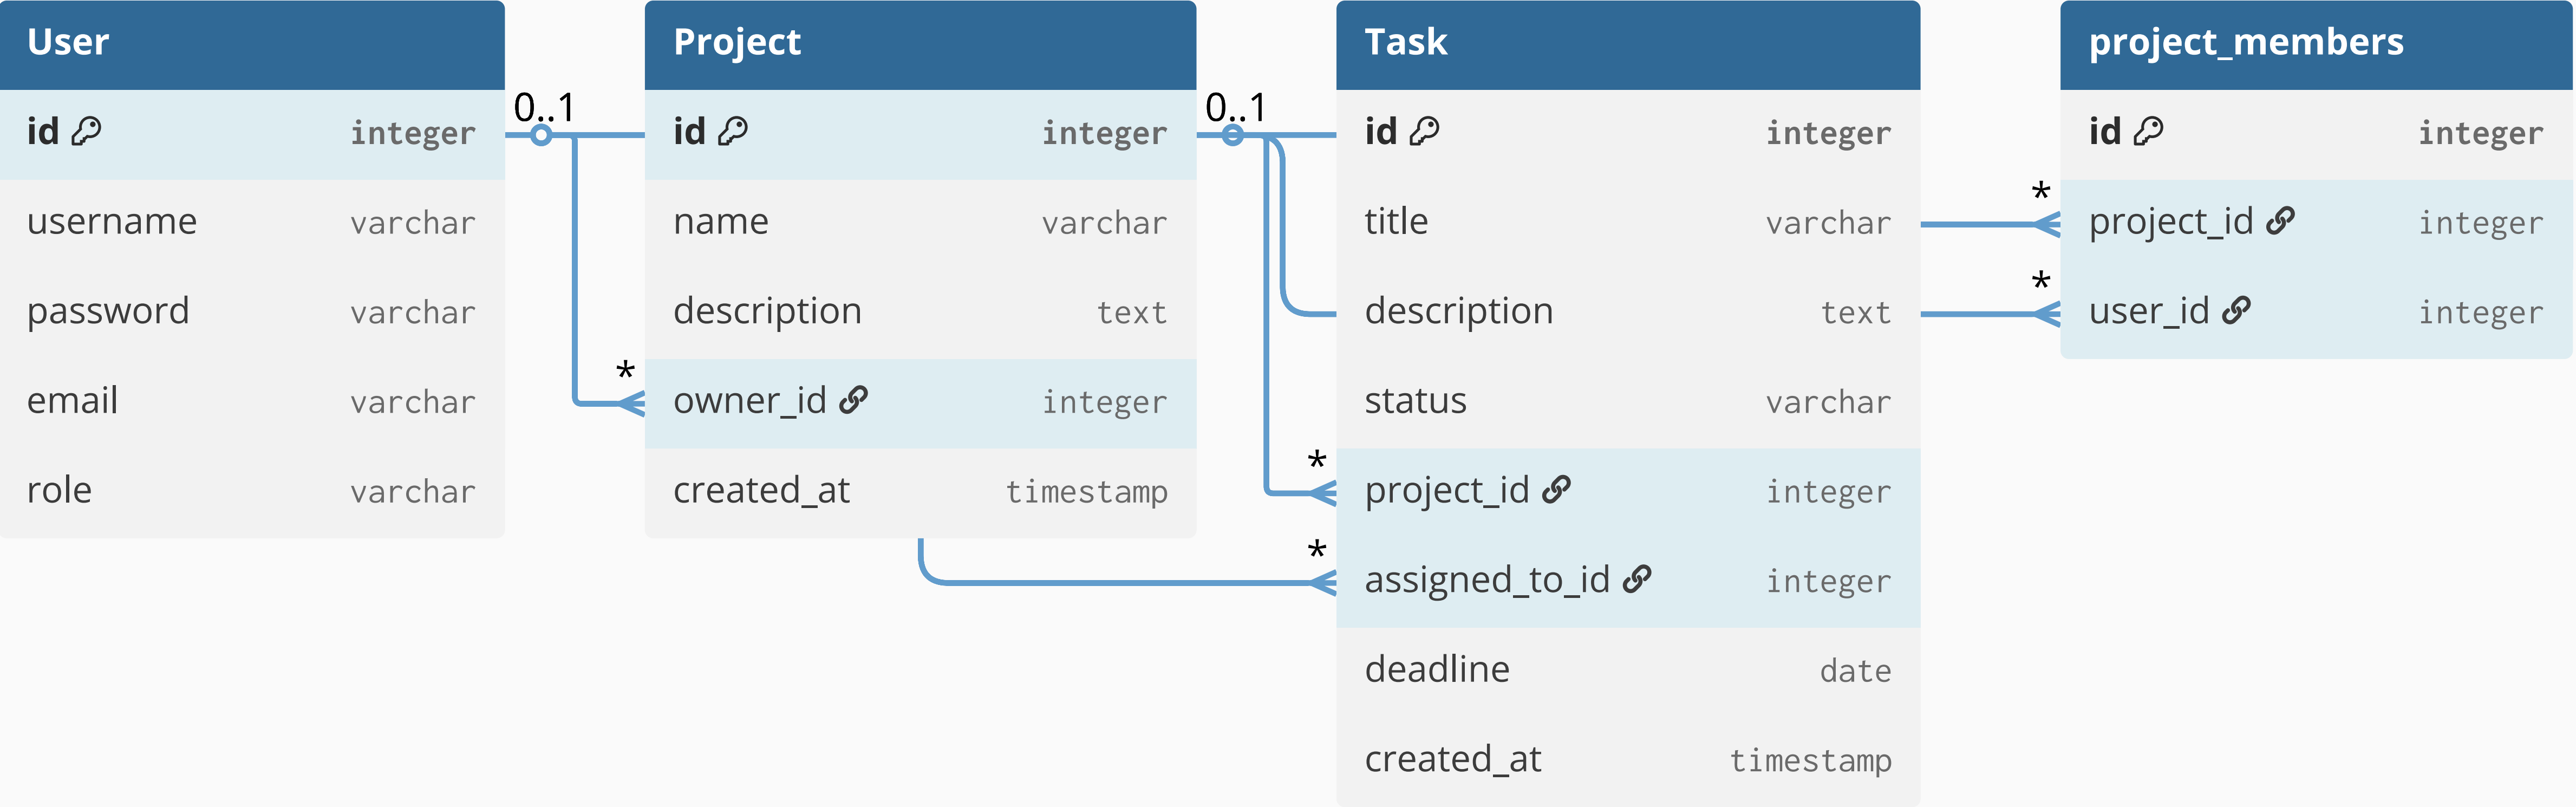 User
id integer
username varchar
password varchar
email varchar
role varchar
0..1
*
Project
id integer
name varchar
description text
owner_id integer
created_at timestamp
0..1
*
*
Task
id integer
title varchar
description text
status varchar
project_id integer
assigned_to_id integer
deadline date
created_at timestamp
*
*
project_members
id integer
project_id integer
user_id integer